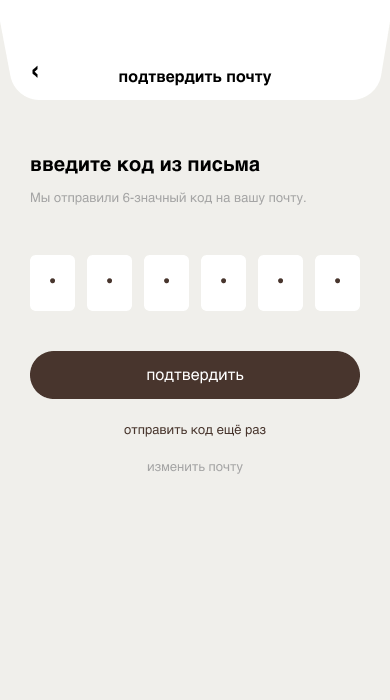 подтвердить почту
введите код из письма
Мы отправили 6-значный код на вашу почту.
подтвердить
отправить код ещё раз
изменить почту